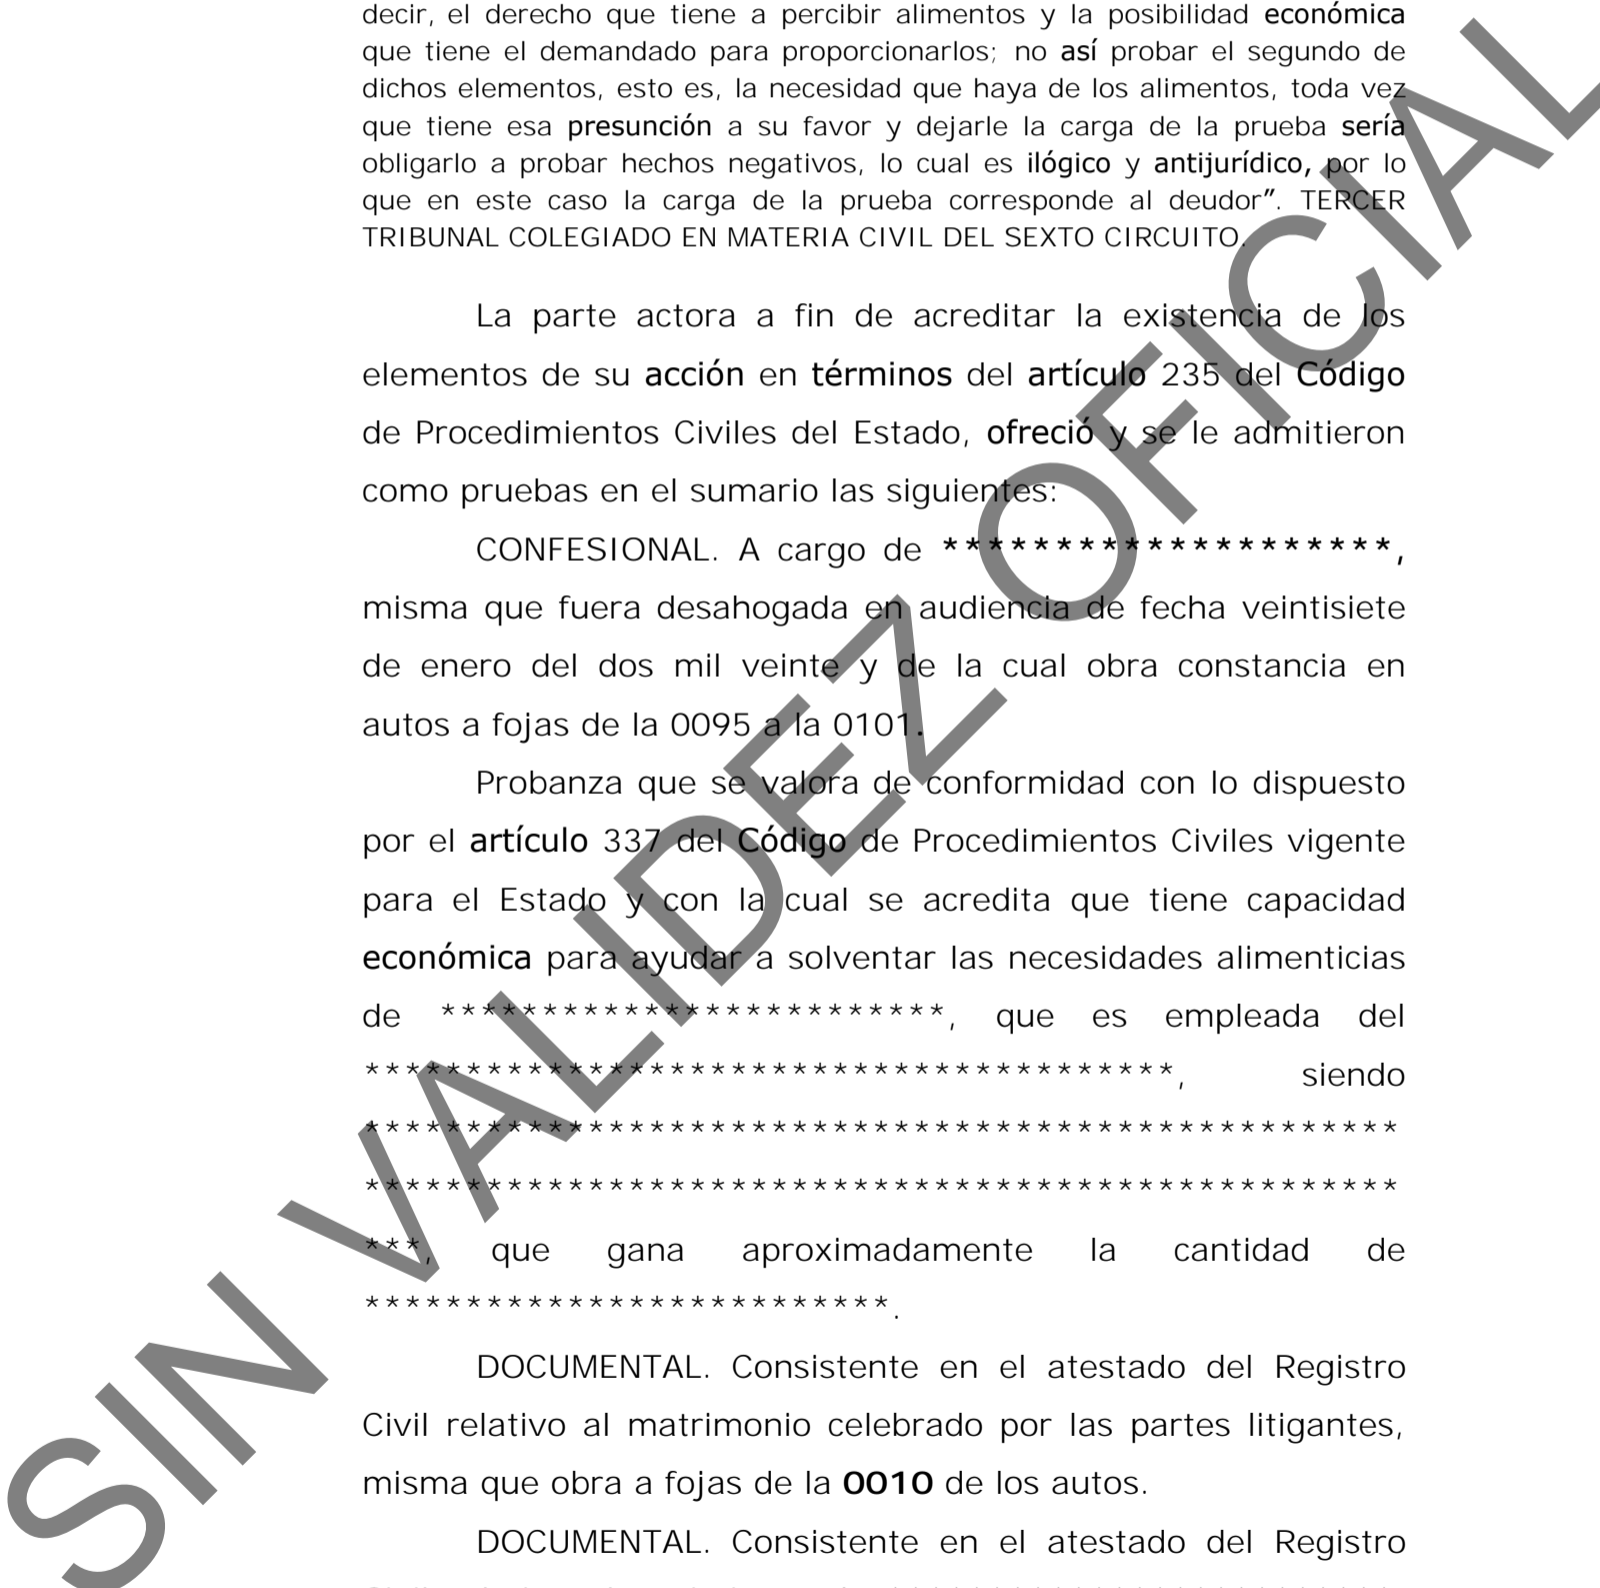 decir, el derecho que tiene a percibir alimentos y la posibilidad económica
que tiene el demandado para proporcionarlos; no así probar el segundo de
dichos elementos, esto es, la necesidad que haya de los alimentos, toda vez
que tiene esa presunción a su favor y dejarle la carga de la prueba sería
obligarlo a probar hechos negativos, lo cual es ilógico y antijurídico, por lo
que en este caso la carga de la prueba corresponde al deudor”. TERCER
TRIBUNAL COLEGIADO EN MATERIA CIVIL DEL SEXTO CIRCUITO.
La parte actora a fin de acreditar la existencia de los
elementos de su acción en términos del artículo 235 del Código
de Procedimientos Civiles del Estado, ofreció y se le admitieron
como pruebas en el sumario las siguientes:
CONFESIONAL. A cargo de ********************,
misma que fuera desahogada en audiencia de fecha veintisiete
de enero del dos mil veinte y de la cual obra constancia en
autos a fojas de la 0095 a la 0101.
Probanza que se valora de conformidad con lo dispuesto
por el artículo 337 del Código de Procedimientos Civiles vigente
para el Estado y con la cual se acredita que tiene capacidad
económica para ayudar a solventar las necesidades alimenticias
de *************************, que es empleada del
****************************************, siendo
***************************************************
***************************************************
***, que gana aproximadamente la cantidad de
**************************.
DOCUMENTAL. Consistente en el atestado del Registro
Civil relativo al matrimonio celebrado por las partes litigantes,
misma que obra a fojas de la 0010 de los autos.
DOCUMENTAL. Consistente en el atestado del Registro
SIN VALIDEZ OFICIAL